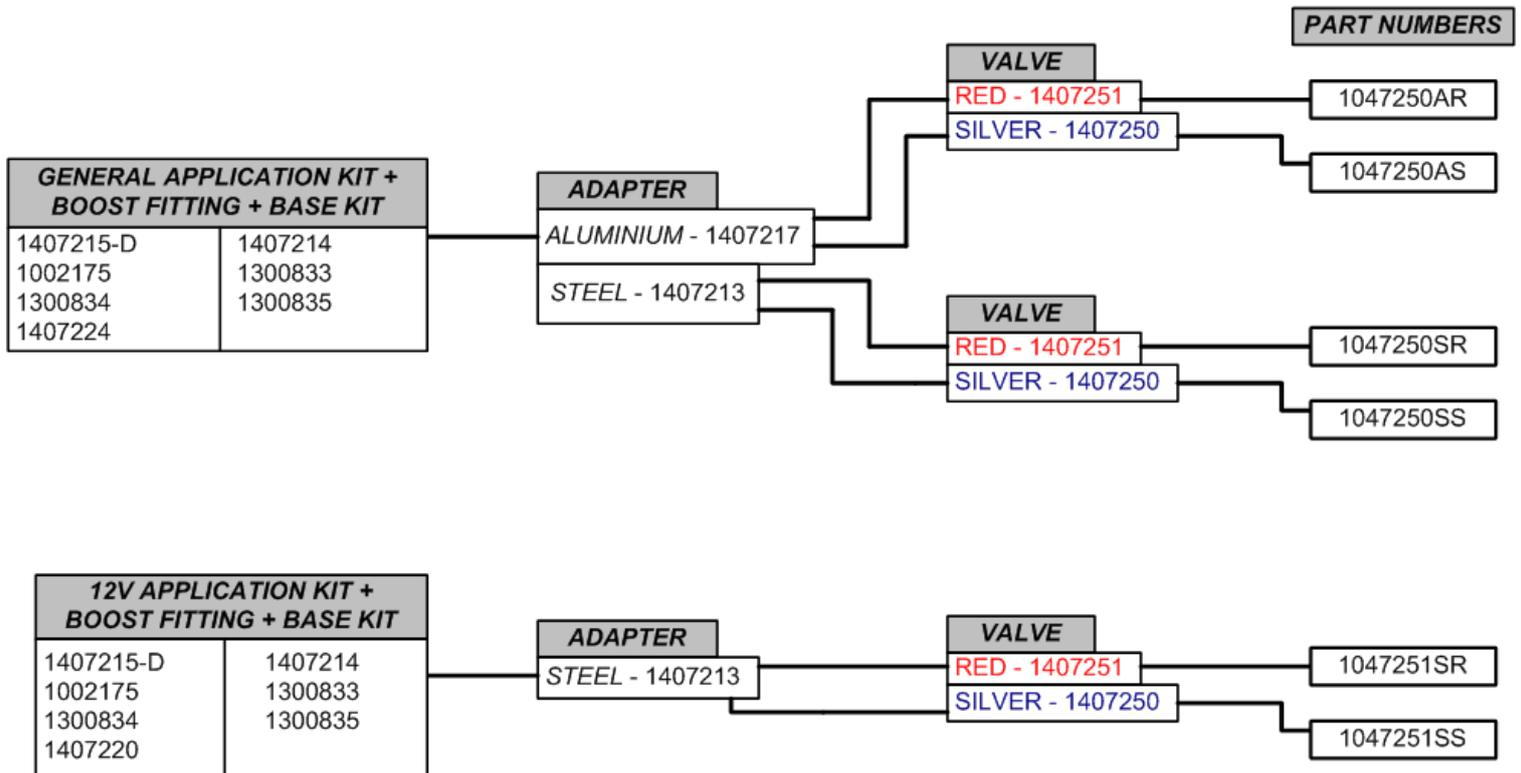 PART NUMBERS
VALVE
RED - 1407251
1047250AR
SILVER - 1407250
1047250AS
GENERAL APPLICATION KIT +
BOOST FITTING + BASE KIT
1407215-D
1002175
1300834
1407224
1407214
1300833
1300835
ADAPTER
ALUMINIUM - 1407217
STEEL - 1407213
VALVE
RED - 1407251
1047250SR
SILVER - 1407250
1047250SS
12V APPLICATION KIT +
BOOST FITTING + BASE KIT
1407215-D
1002175
1300834
1407220
1407214
1300833
1300835
ADAPTER
STEEL - 1407213
VALVE
RED - 1407251
1047251SR
SILVER - 1407250
1047251SS